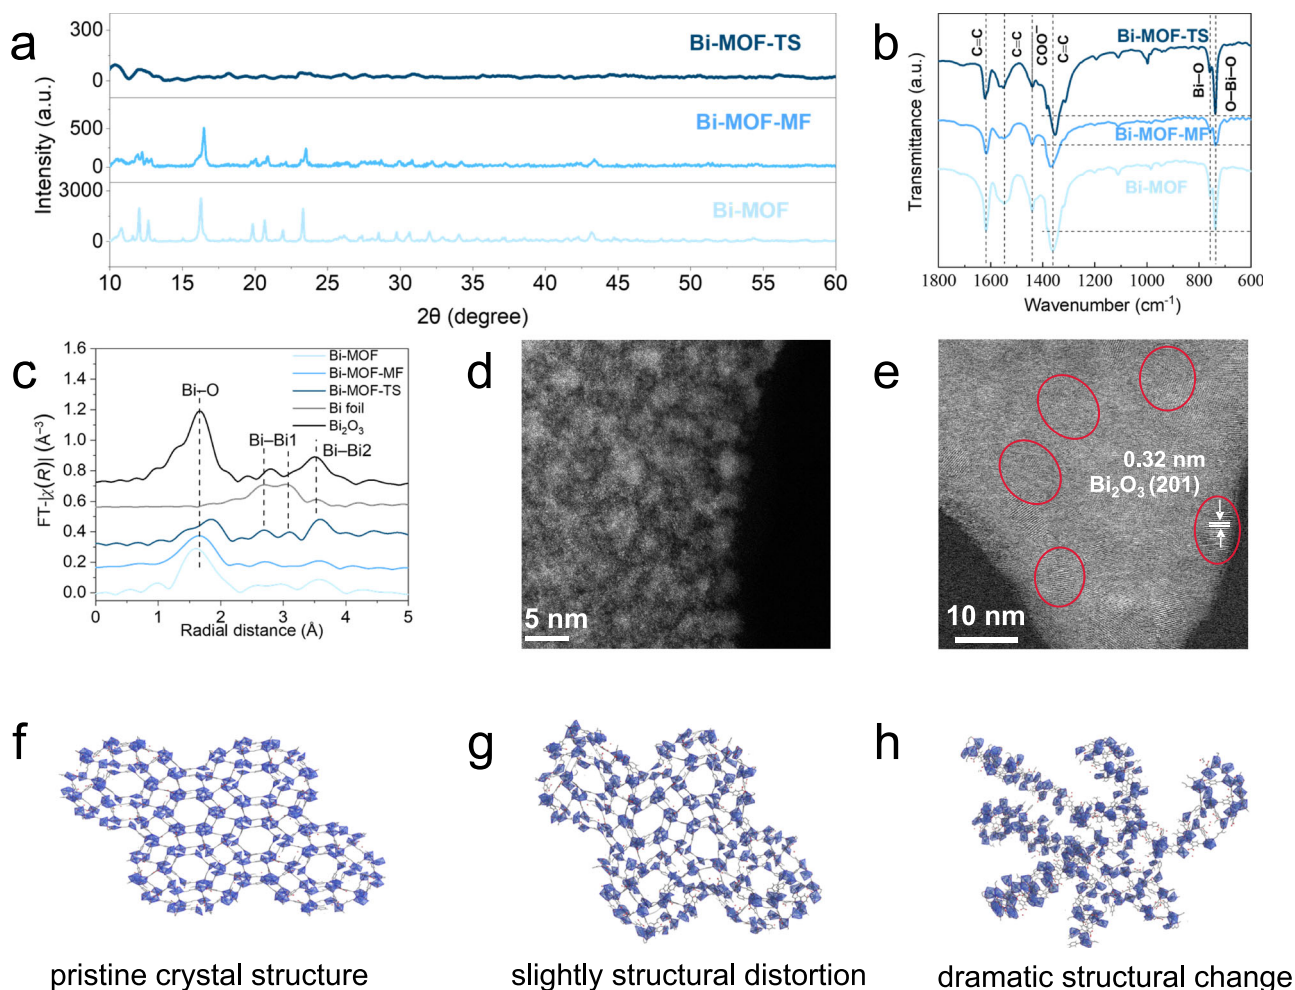 a
Intensity (a.u.)
300
0
500
0
3000
0
Bi-MOF-TS
Bi-MOF-MF
Bi-MOF
10 15 20 25 30 35 40 45 50 55 60
2θ (degree)
b
Transmittance (a.u.)
C=C
C=C
COO⁻
C=C
Bi-MOF-TS
Bi–O
O–Bi–O
Bi-MOF-MF
Bi-MOF
1800 1600 1400 1200 1000 800 600
Wavenumber (cm⁻¹)
c
FT-|χ(R)| (Å⁻³)
1.6
1.4
1.2
1.0
0.8
0.6
0.4
0.2
0.0
Bi-MOF
Bi-MOF-MF
Bi-MOF-TS
Bi foil
Bi₂O₃
Bi–O
Bi–Bi1
Bi–Bi2
0 1 2 3 4 5
Radial distance (Å)
d
5 nm
e
0.32 nm
Bi₂O₃ (201)
10 nm
f
pristine crystal structure
g
slightly structural distortion
h
dramatic structural change